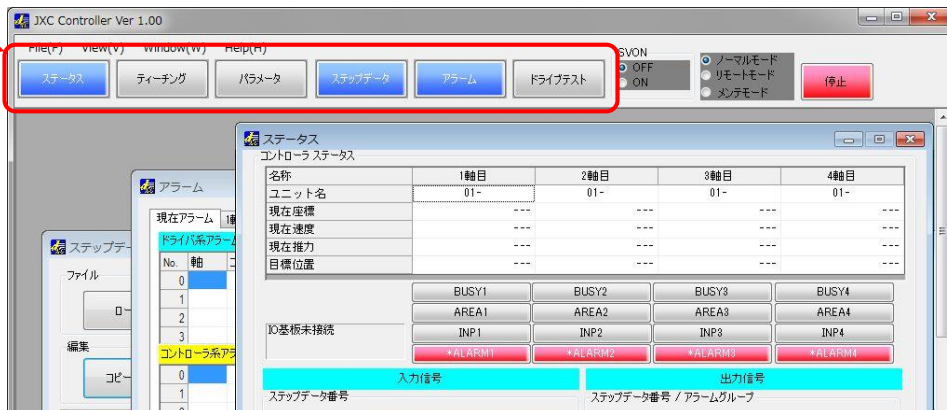 JXC Controller Ver 1.00
File(F) View(V) Window(W) Help(H)
ステータス ティーチング パラメータ ステップデータ アラーム ドライブテスト
SVON
OFF
ON
ノーマルモード
リモートモード
メンテモード
停止
ステータス
コントローラ ステータス
名称 1軸目 2軸目 3軸目 4軸目
ユニット名 01- 01- 01- 01-
現在座標 --- --- --- ---
現在速度 --- --- --- ---
現在推力 --- --- --- ---
目標位置 --- --- --- ---
BUSY1 BUSY2 BUSY3 BUSY4
AREA1 AREA2 AREA3 AREA4
IO基板未接続 INP1 INP2 INP3 INP4
*ALARM1 *ALARM2 *ALARM3 *ALARM4
入力信号 出力信号
ステップデータ番号 ステップデータ番号 / アラームグループ
アラーム
現在アラーム 1軸
ドライバ系アラーム
No. 軸
0
1
2
3
コントローラ系アラ
0
1
ステップデー
ファイル
ロー
編集
コピー